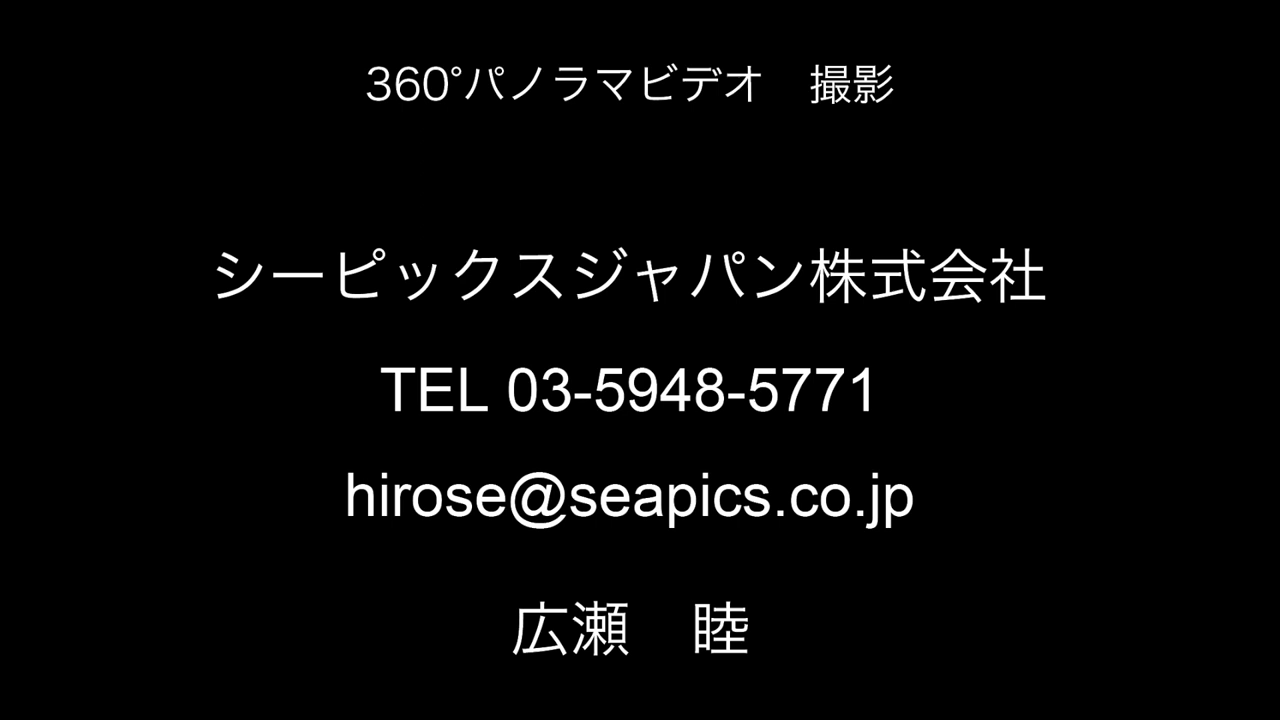 360°パノラマビデオ　撮影
シーピックスジャパン株式会社
TEL 03-5948-5771
hirose@seapics.co.jp
広瀬　睦